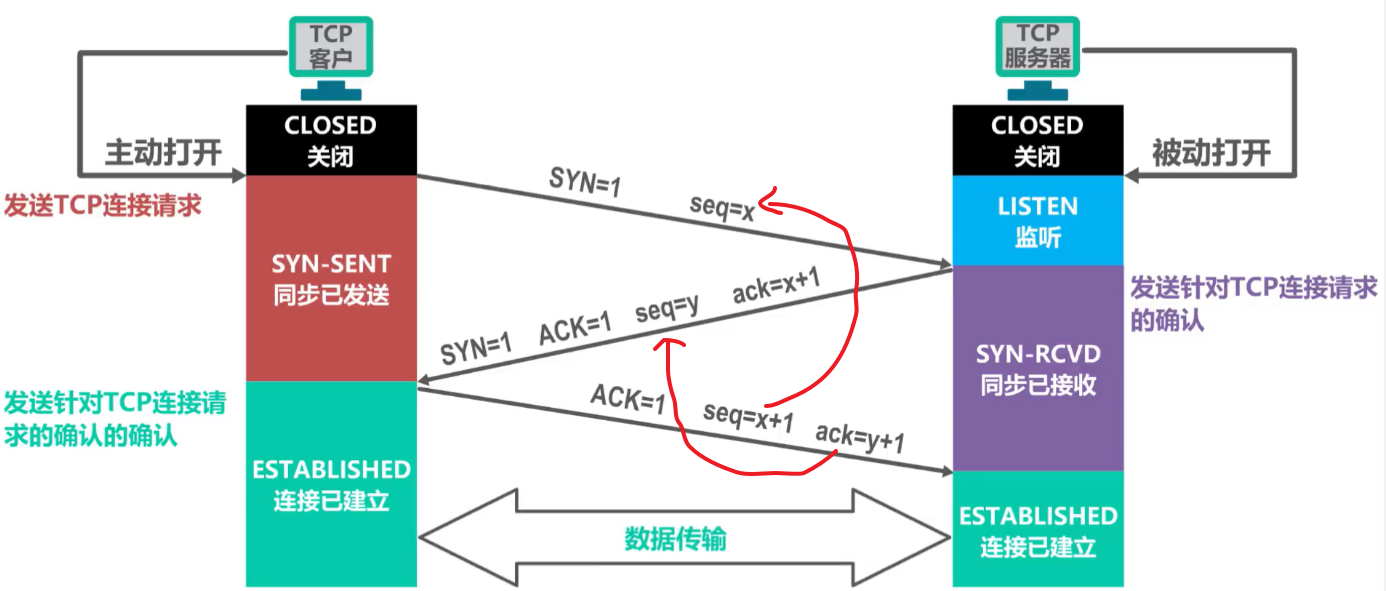 TCP
客户
TCP
服务器
CLOSED
关闭
CLOSED
关闭
主动打开
被动打开
发送TCP连接请求
SYN=1 seq=x
LISTEN
监听
SYN-SENT
同步已发送
SYN=1 ACK=1 seq=y ack=x+1
发送针对TCP连接请求
的确认
SYN-RCVD
同步已接收
发送针对TCP连接请
求的确认的确认
ACK=1 seq=x+1 ack=y+1
ESTABLISHED
连接已建立
数据传输
ESTABLISHED
连接已建立